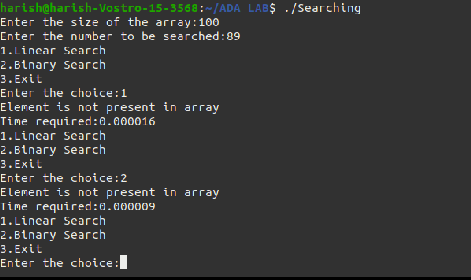 harish@harish-Vostro-15-3568:~/ADA LAB$ ./Searching
Enter the size of the array:100
Enter the number to be searched:89
1.Linear Search
2.Binary Search
3.Exit
Enter the choice:1
Element is not present in array
Time required:0.000016
1.Linear Search
2.Binary Search
3.Exit
Enter the choice:2
Element is not present in array
Time required:0.000009
1.Linear Search
2.Binary Search
3.Exit
Enter the choice: